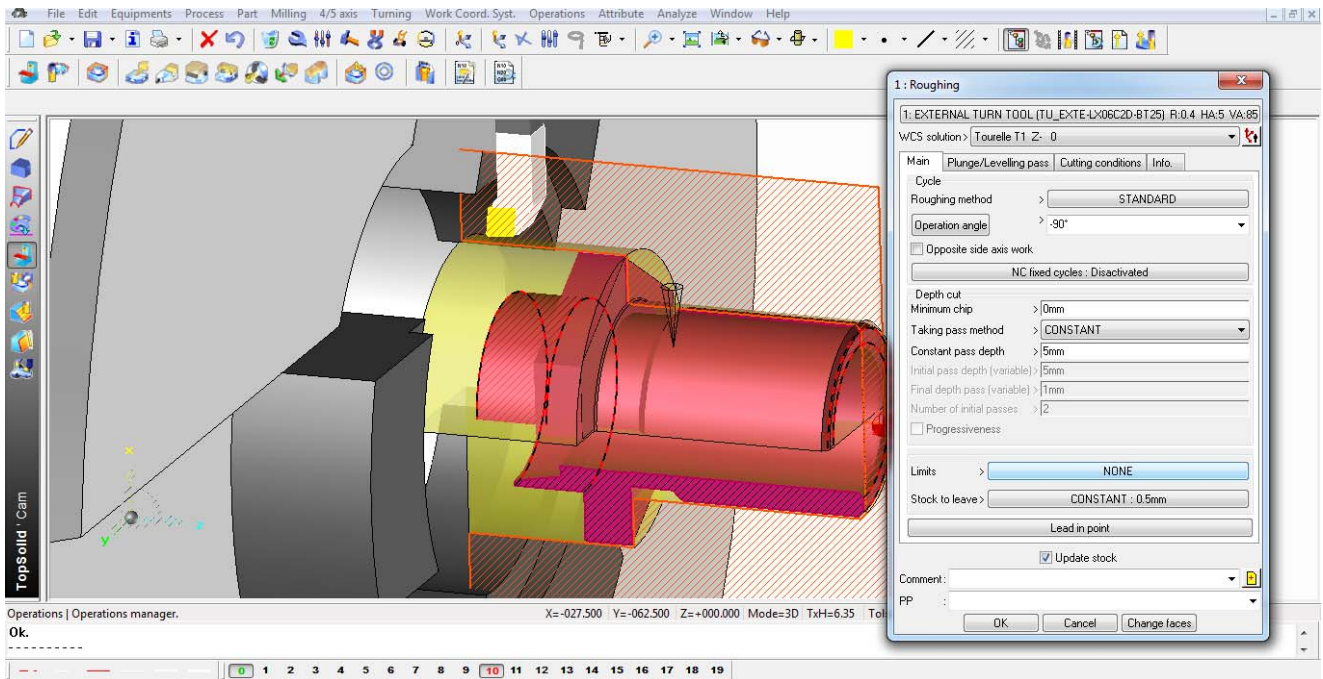 File Edit Equipments Process Part Milling 4/5 axis Turning Work Coord. Syst. Operations Attribute Analyze Window Help
1 : Roughing
1: EXTERNAL TURN TOOL (TU_EXTE-LX06C2D-BT25) R:0.4 HA:5 VA:85
WCS solution > Tourelle T1 Z- 0
Main Plunge/Levelling pass Cutting conditions Info.
Cycle
Roughing method > STANDARD
Operation angle > -90°
Opposite side axis work
NC fixed cycles : Disactivated
Depth cut
Minimum chip > 0mm
Taking pass method > CONSTANT
Constant pass depth > 5mm
Initial pass depth (variable) > 5mm
Final depth pass (variable) > 1mm
Number of initial passes > 2
Progressiveness
Limits > NONE
Stock to leave > CONSTANT : 0.5mm
Lead in point
Update stock
Comment :
PP :
OK Cancel Change faces
x
y
z
TopSolid'Cam
Operations | Operations manager. X=-027.500 Y=-062.500 Z=+000.000 Mode=3D TxH=6.35
Ok.
----------
0 1 2 3 4 5 6 7 8 9 10 11 12 13 14 15 16 17 18 19